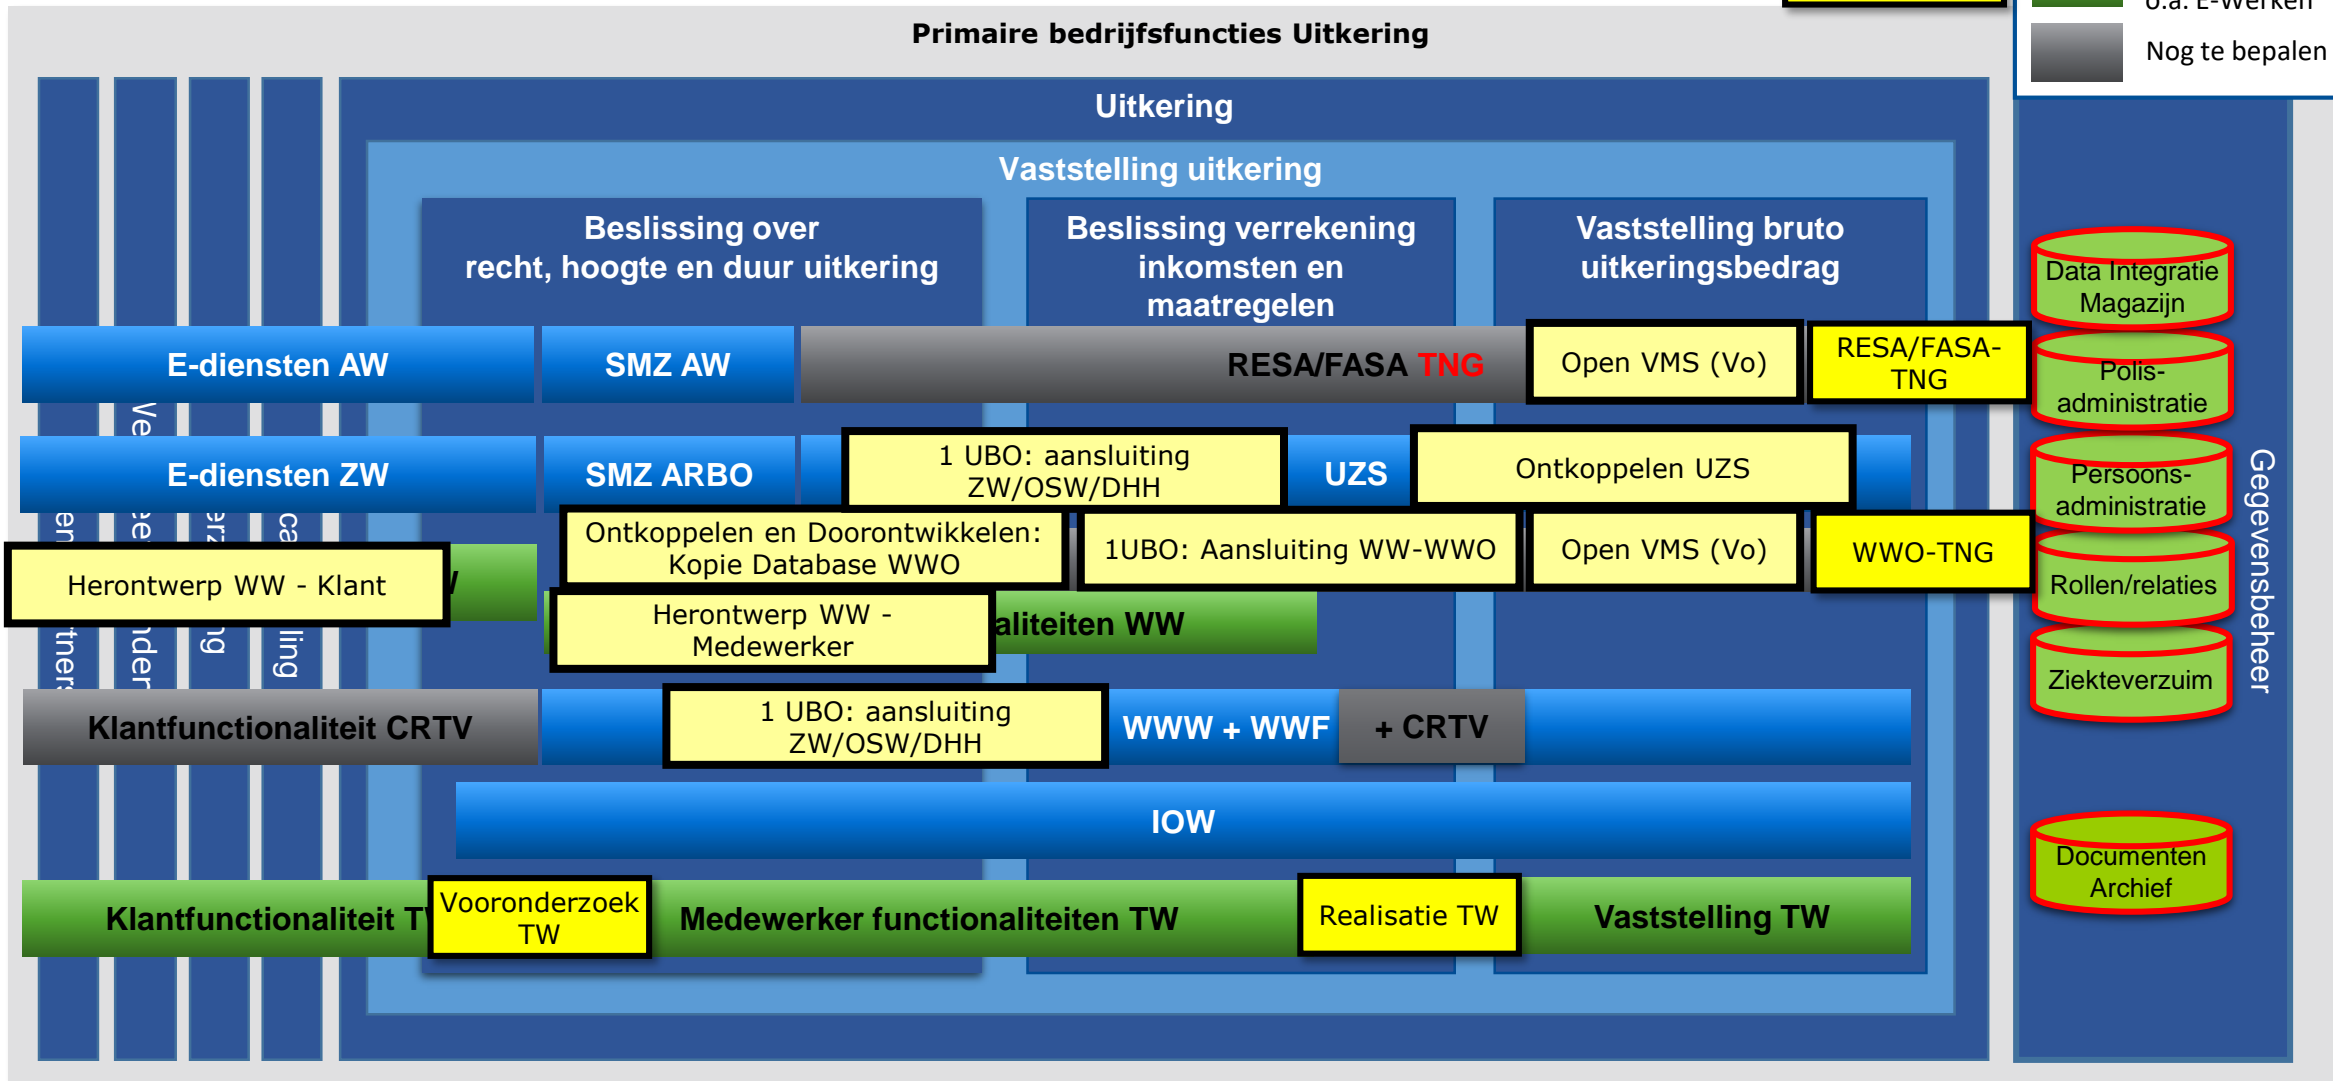 o.a. E-Werken
Nog te bepalen
Primaire bedrijfsfuncties Uitkering
Uitkering
Vaststelling uitkering
Beslissing over
recht, hoogte en duur uitkering
Beslissing verrekening
inkomsten en
maatregelen
Vaststelling bruto
uitkeringsbedrag
E-diensten AW
SMZ AW
RESA/FASA TNG
Open VMS (Vo)
RESA/FASA-
TNG
E-diensten ZW
SMZ ARBO
1 UBO: aansluiting
ZW/OSW/DHH
UZS
Ontkoppelen UZS
Herontwerp WW - Klant
Ontkoppelen en Doorontwikkelen:
Kopie Database WWO
1UBO: Aansluiting WW-WWO
Open VMS (Vo)
WWO-TNG
Herontwerp WW -
Medewerker
aliteiten WW
Klantfunctionaliteit CRTV
1 UBO: aansluiting
ZW/OSW/DHH
WWW + WWF
+ CRTV
IOW
Klantfunctionaliteit TW
Vooronderzoek
TW
Medewerker functionaliteiten TW
Realisatie TW
Vaststelling TW
Data Integratie
Magazijn
Polis-
administratie
Persoons-
administratie
Rollen/relaties
Ziekteverzuim
Documenten
Archief
Gegevensbeheer